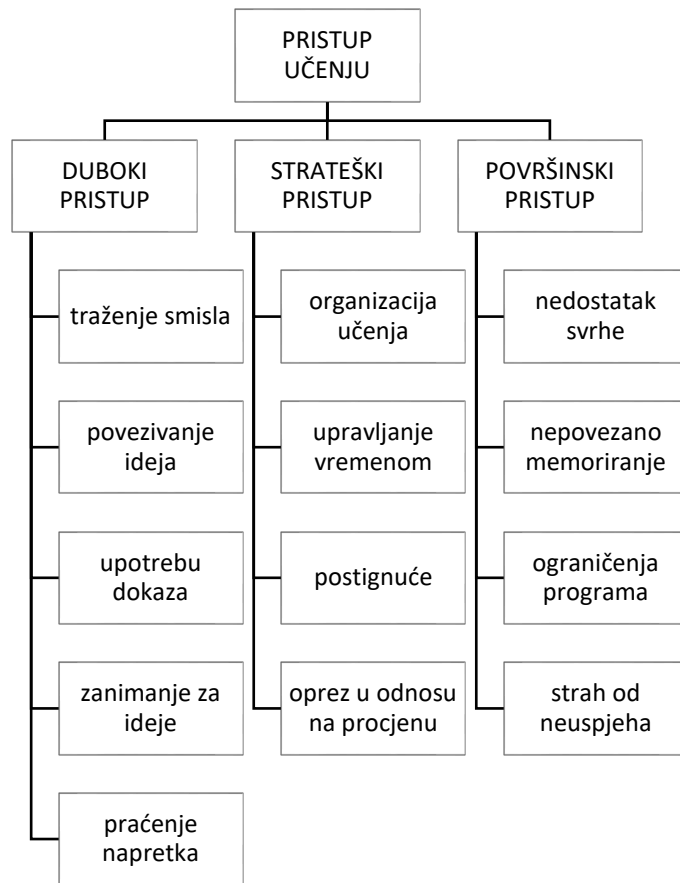 PRISTUP
UČENJU
DUBOKI
PRISTUP
traženje smisla
povezivanje
ideja
upotrebu
dokaza
zanimanje za
ideje
praćenje
napretka
STRATEŠKI
PRISTUP
organizacija
učenja
upravljanje
vremenom
postignuće
oprez u odnosu
na procjenu
POVRŠINSKI
PRISTUP
nedostatak
svrhe
nepovezano
memoriranje
ograničenja
programa
strah od
neuspjeha